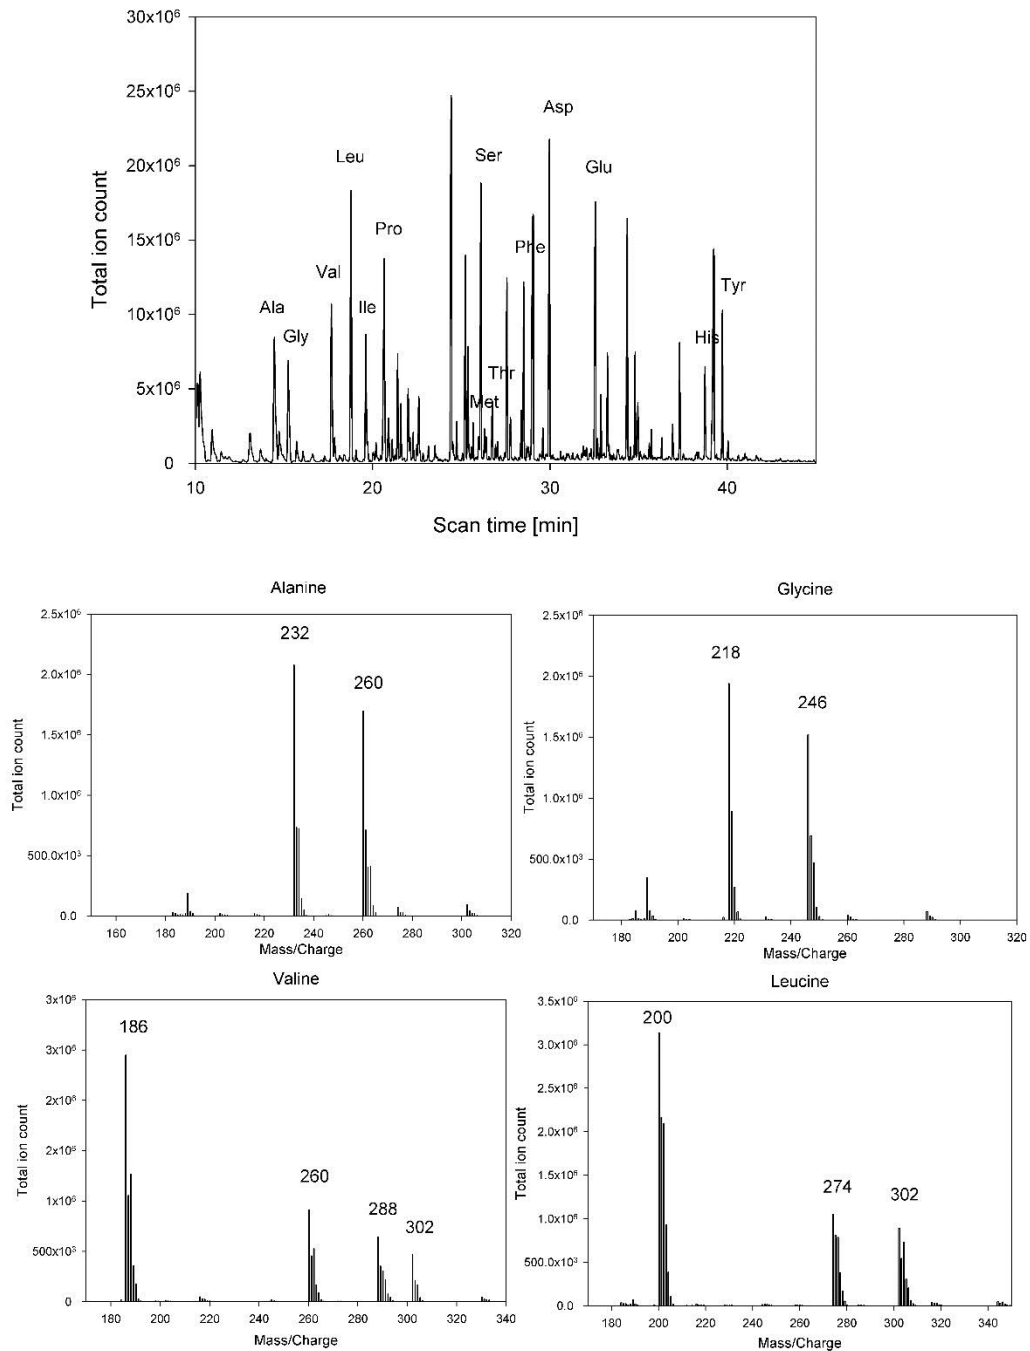 30x10⁶
25x10⁶
20x10⁶
15x10⁶
10x10⁶
5x10⁶
0
Total ion count
Ala
Gly
Val
Leu
Ile
Pro
Ser
Met
Thr
Phe
Asp
Glu
His
Tyr
10 20 30 40
Scan time [min]
Alanine
2.5x10⁶
2.0x10⁶
1.5x10⁶
1.0x10⁶
500.0x10³
0.0
Total ion count
232
260
160 180 200 220 240 260 280 300 320
Mass/Charge
Glycine
2.5x10⁶
2.0x10⁶
1.5x10⁶
1.0x10⁶
500.0x10³
0.0
Total ion count
218
246
180 200 220 240 260 280 300 320
Mass/Charge
Valine
3x10⁶
3x10⁶
2x10⁶
2x10⁶
1x10⁶
500x10³
0
Total ion count
186
260
288
302
180 200 220 240 260 280 300 320 340
Mass/Charge
Leucine
3.5x10⁶
3.0x10⁶
2.5x10⁶
2.0x10⁶
1.5x10⁶
1.0x10⁶
500.0x10³
0.0
Total ion count
200
274
302
180 200 220 240 260 280 300 320 340
Mass/Charge